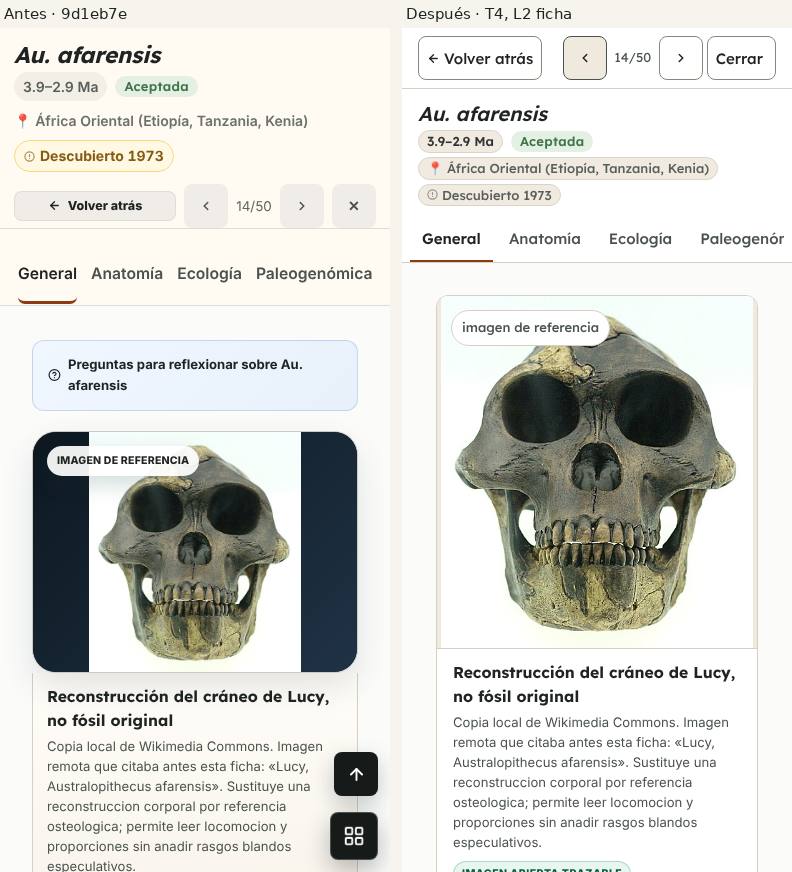 Antes · 9d1eb7e
Au. afarensis
3.9–2.9 Ma Aceptada
África Oriental (Etiopía, Tanzania, Kenia)
Descubierto 1973
← Volver atrás ‹ 14/50 › ×
General Anatomía Ecología Paleogenómica
Preguntas para reflexionar sobre Au.
afarensis
IMAGEN DE REFERENCIA
Reconstrucción del cráneo de Lucy,
no fósil original
Copia local de Wikimedia Commons. Imagen
remota que citaba antes esta ficha: «Lucy,
Australopithecus afarensis». Sustituye una
reconstruccion corporal por referencia
osteologica; permite leer locomocion y
proporciones sin anadir rasgos blandos
especulativos.
Después · T4, L2 ficha
← Volver atrás ‹ 14/50 › Cerrar
Au. afarensis
3.9–2.9 Ma Aceptada
África Oriental (Etiopía, Tanzania, Kenia)
Descubierto 1973
General Anatomía Ecología Paleogenór
imagen de referencia
Reconstrucción del cráneo de Lucy,
no fósil original
Copia local de Wikimedia Commons. Imagen
remota que citaba antes esta ficha: «Lucy,
Australopithecus afarensis». Sustituye una
reconstruccion corporal por referencia
osteologica; permite leer locomocion y
proporciones sin anadir rasgos blandos
especulativos.
IMAGEN ABIERTA TRAZABLE